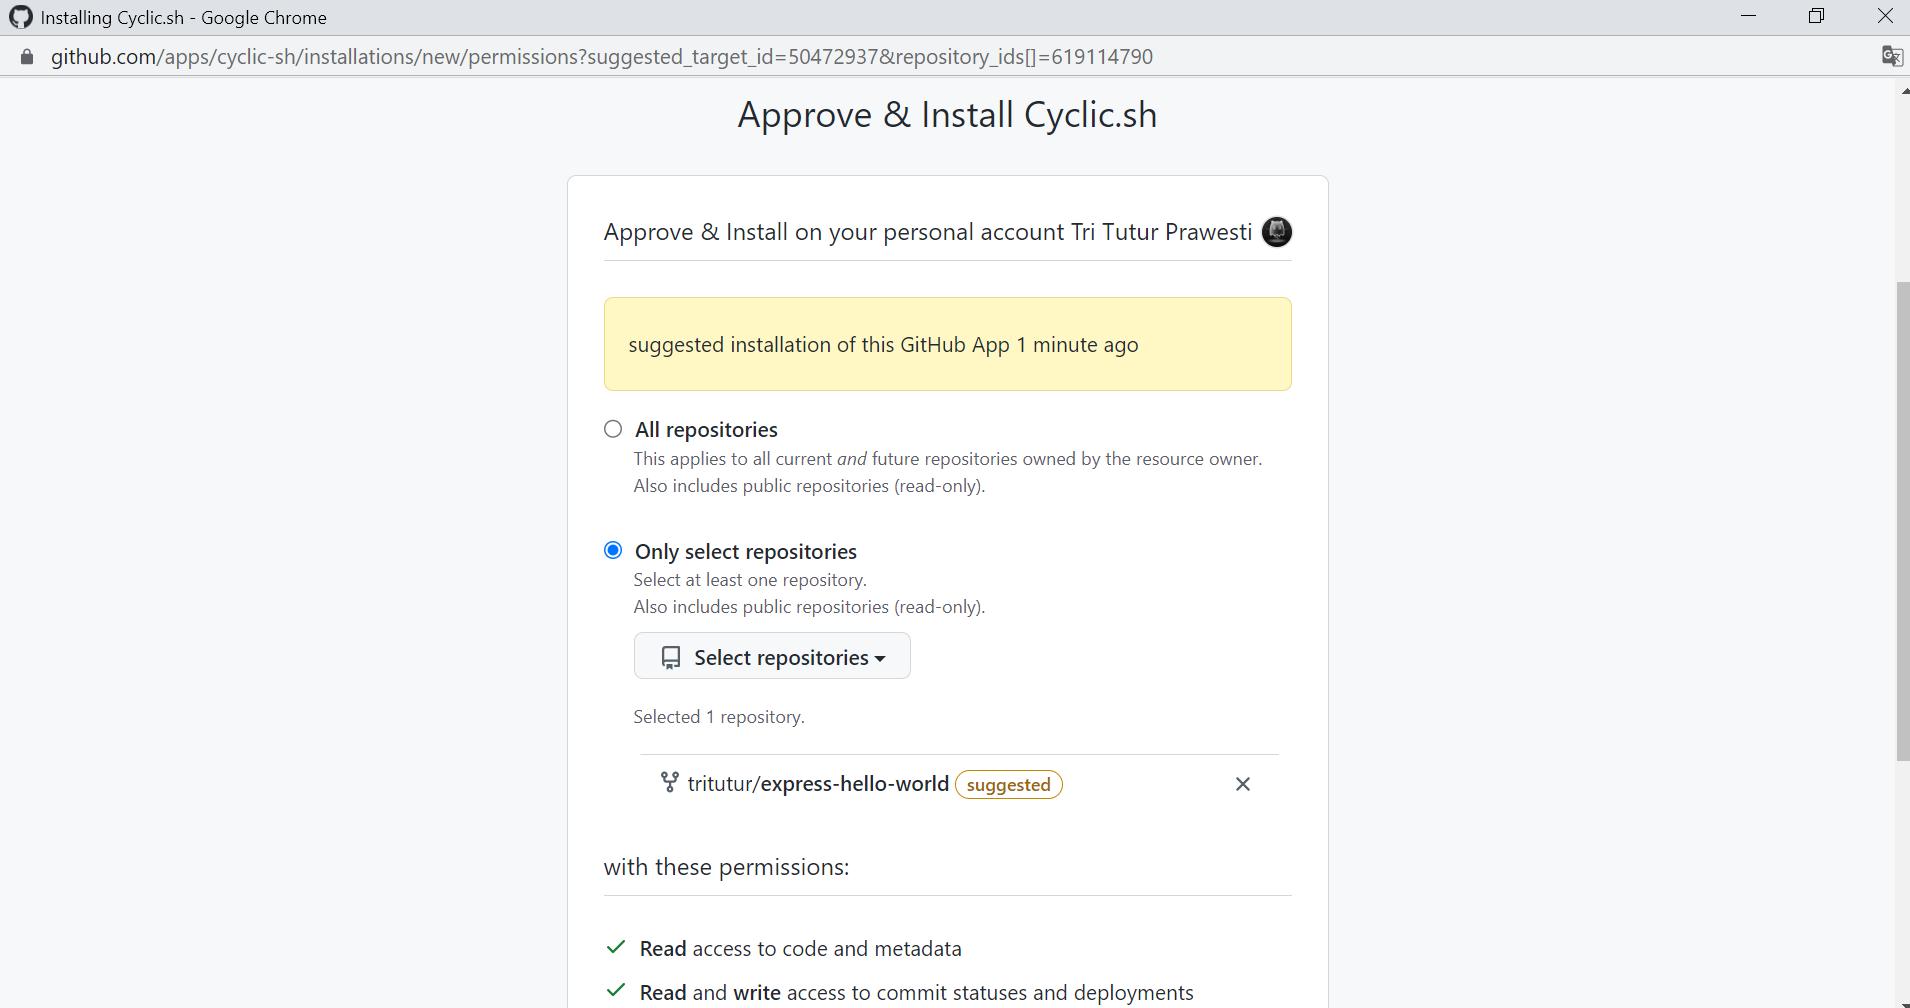 Installing Cyclic.sh - Google Chrome
github.com/apps/cyclic-sh/installations/new/permissions?suggested_target_id=50472937&repository_ids[]=619114790
Approve & Install Cyclic.sh
Approve & Install on your personal account Tri Tutur Prawesti
suggested installation of this GitHub App 1 minute ago
All repositories
This applies to all current and future repositories owned by the resource owner.
Also includes public repositories (read-only).
Only select repositories
Select at least one repository.
Also includes public repositories (read-only).
Select repositories
Selected 1 repository.
tritutur/express-hello-world suggested
with these permissions:
Read access to code and metadata
Read and write access to commit statuses and deployments